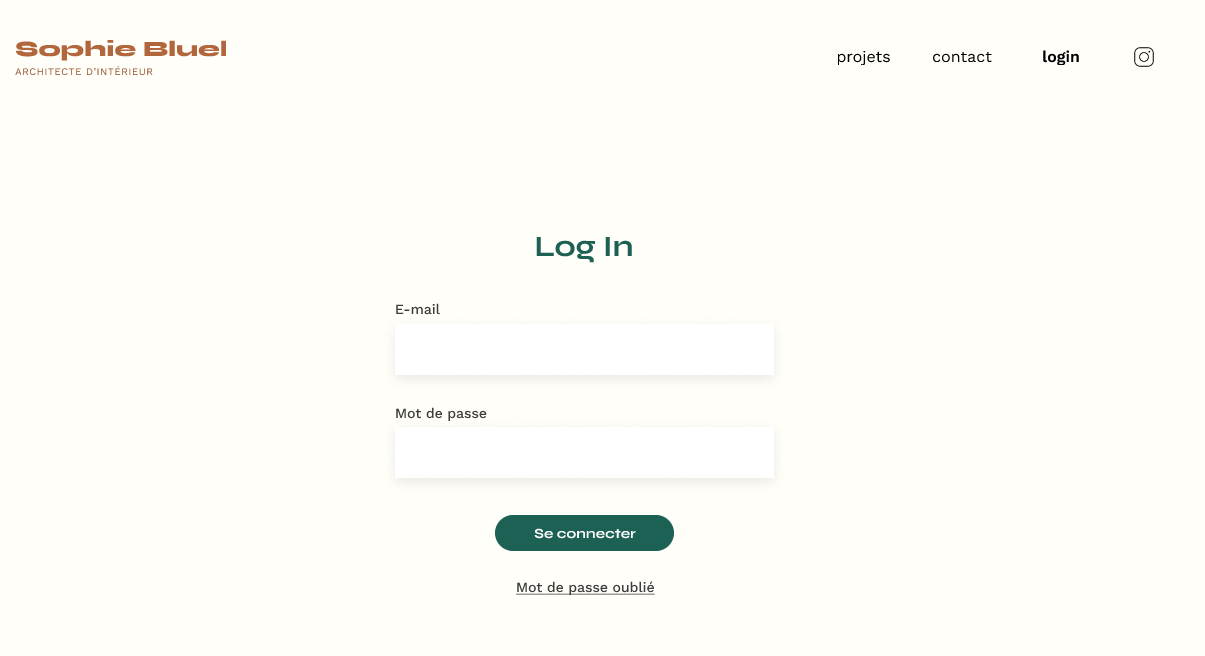 Sophie Bluel
ARCHITECTE D'INTÉRIEUR
projets
contact
login
Log In
E-mail
Mot de passe
Se connecter
Mot de passe oublié